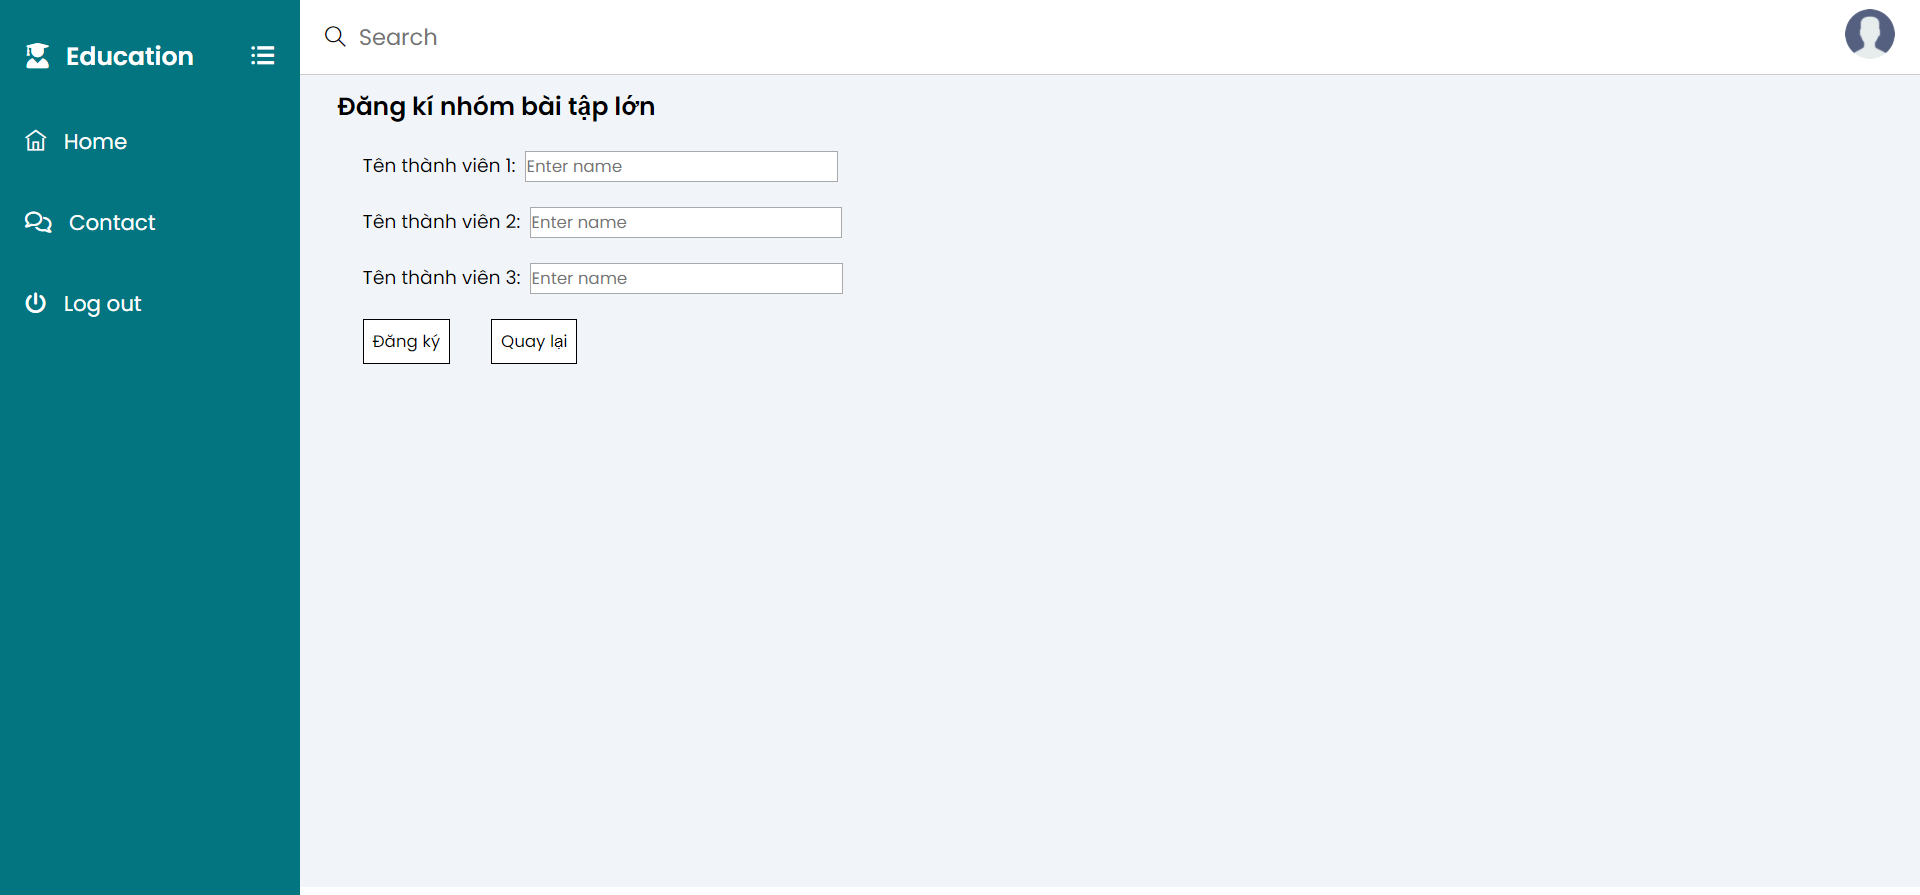 Education
Home
Contact
Log out
Search
Đăng kí nhóm bài tập lớn
Tên thành viên 1: Enter name
Tên thành viên 2: Enter name
Tên thành viên 3: Enter name
Đăng ký Quay lại